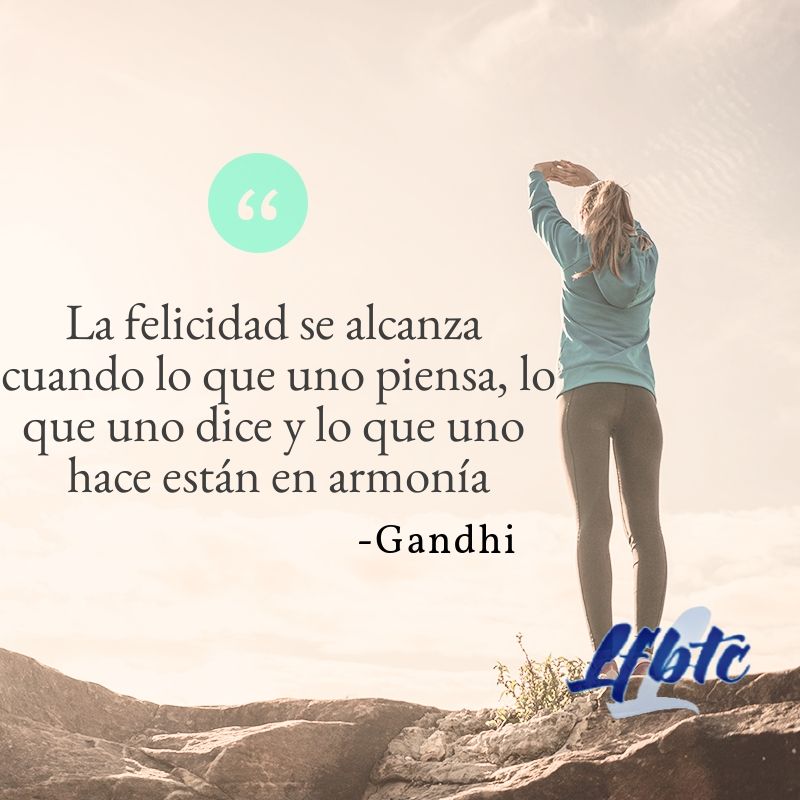 “
La felicidad se alcanza
cuando lo que uno piensa, lo
que uno dice y lo que uno
hace están en armonía
-Gandhi
Lfbtc